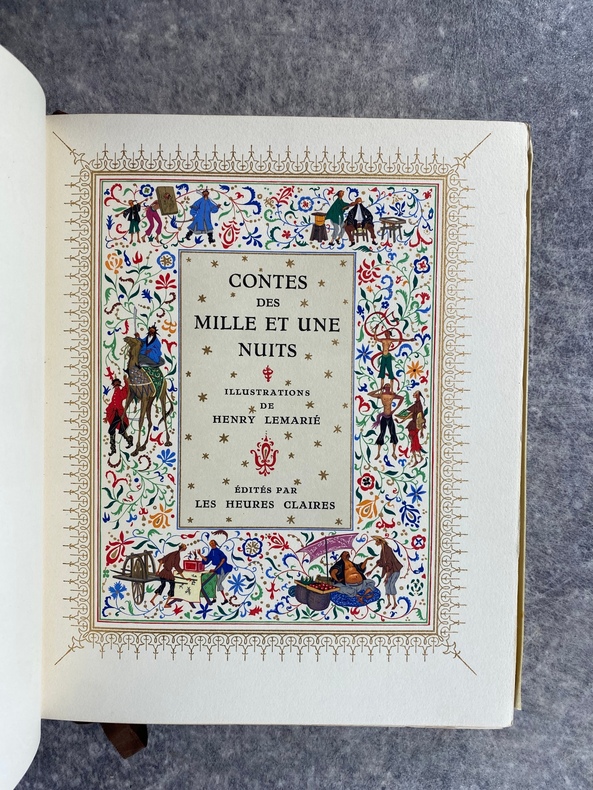 CONTES
DES
MILLE ET UNE
NUITS
ILLUSTRATIONS
DE
HENRY LEMARIÉ
ÉDITÉS PAR
LES HEURES CLAIRES